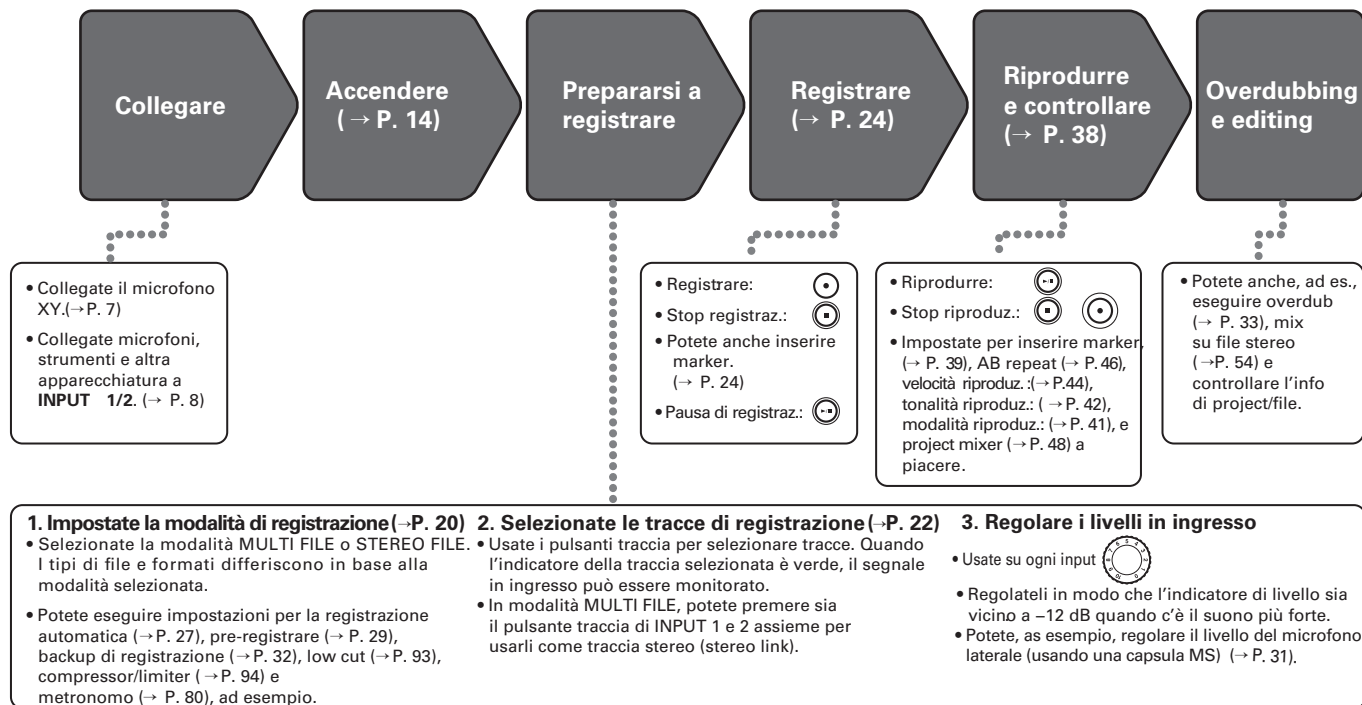 Collegare
Accendere
(→ P. 14)
Prepararsi a
registrare
Registrare
(→ P. 24)
Riprodurre
e controllare
(→ P. 38)
Overdubbing
e editing
• Collegate il microfono
XY.(→P. 7)
• Collegate microfoni,
strumenti e altra
apparecchiatura a
INPUT 1/2. (→ P. 8)
• Registrare:
• Stop registraz.:
• Potete anche inserire
marker.
(→ P. 24)
• Pausa di registraz.:
• Riprodurre:
• Stop riproduz.:
• Impostate per inserire marker,
(→ P. 39), AB repeat (→ P. 46),
velocità riproduz. :(→P.44),
tonalità riproduz.: ( → P. 42),
modalità riproduz.: (→ P. 41), e
project mixer (→ P. 48) a
piacere.
• Potete anche, ad es.,
eseguire overdub
(→ P. 33), mix
su file stereo
(→P. 54) e
controllare l'info
di project/file.
1. Impostate la modalità di registrazione (→P. 20)
• Selezionate la modalità MULTI FILE o STEREO FILE.
I tipi di file e formati differiscono in base alla
modalità selezionata.
• Potete eseguire impostazioni per la registrazione
automatica (→P. 27), pre-registrare (→ P. 29),
backup di registrazione (→ P. 32), low cut (→ P. 93),
compressor/limiter ( → P. 94) e
metronomo (→ P. 80), ad esempio.
2. Selezionate le tracce di registrazione (→P. 22)
• Usate i pulsanti traccia per selezionare tracce. Quando
l'indicatore della traccia selezionata è verde, il segnale
in ingresso può essere monitorato.
• In modalità MULTI FILE, potete premere sia
il pulsante traccia di INPUT 1 e 2 assieme per
usarli come traccia stereo (stereo link).
3. Regolare i livelli in ingresso
• Usate su ogni input
• Regolateli in modo che l'indicatore di livello sia
vicino a –12 dB quando c'è il suono più forte.
• Potete, as esempio, regolare il livello del microfono
laterale (usando una capsula MS) (→ P. 31).